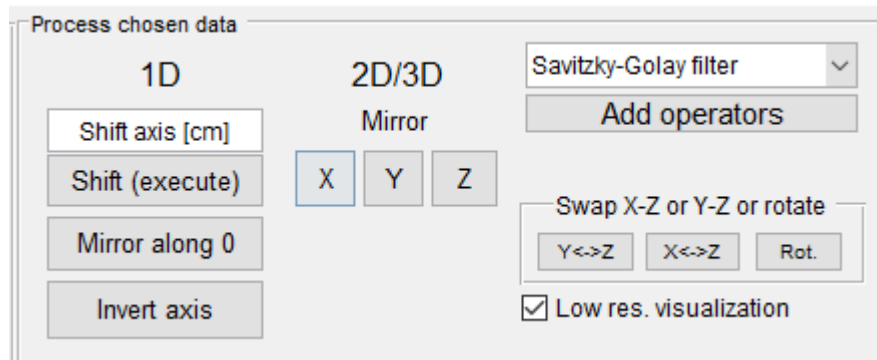 Process chosen data
1D
Shift axis [cm]
Shift (execute)
Mirror along 0
Invert axis
2D/3D
Mirror
X Y Z
Savitzky-Golay filter
Add operators
Swap X-Z or Y-Z or rotate
Y<->Z X<->Z Rot.
Low res. visualization